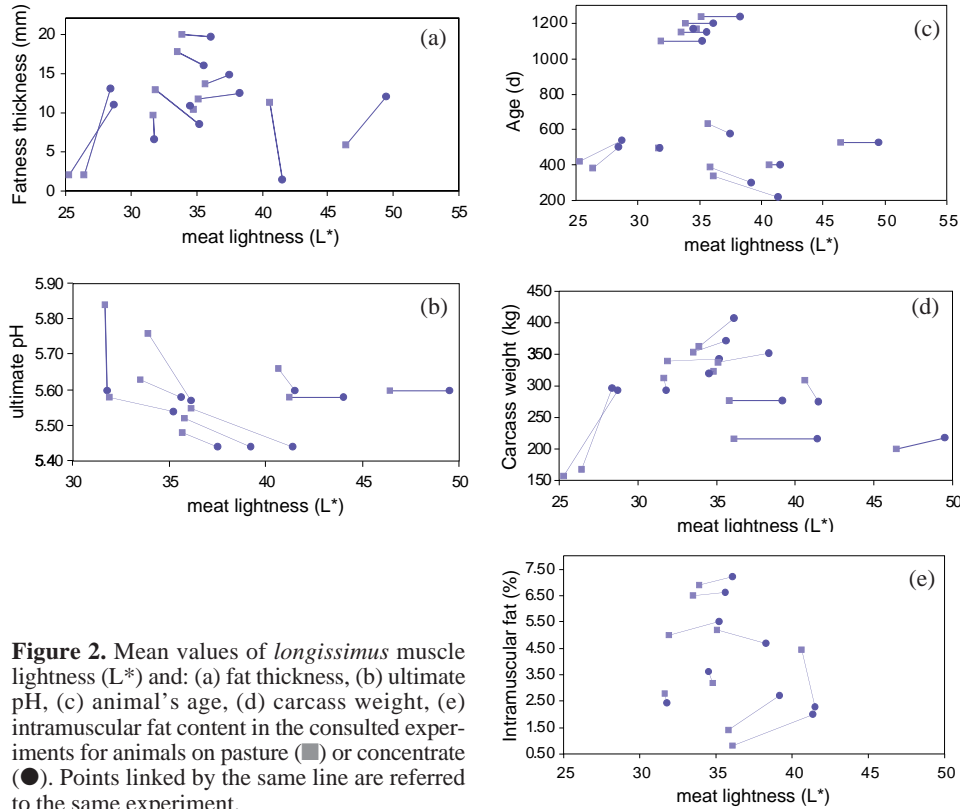 Fatness thickness (mm)
20
15
10
5
0
25 30 35 40 45 50 55
meat lightness (L*)
(a)
ultimate pH
5.90
5.80
5.70
5.60
5.50
5.40
30 35 40 45 50
meat lightness (L*)
(b)
Age (d)
1200
1000
800
600
400
200
25 30 35 40 45 50 55
meat lightness (L*)
(c)
Carcass weight (kg)
450
400
350
300
250
200
150
25 30 35 40 45 50
meat lightness (L*)
(d)
Intramuscular fat (%)
7.50
6.50
5.50
4.50
3.50
2.50
1.50
0.50
25 30 35 40 45 50
meat lightness (L*)
(e)
Figure 2. Mean values of longissimus muscle
lightness (L*) and: (a) fat thickness, (b) ultimate
pH, (c) animal's age, (d) carcass weight, (e)
intramuscular fat content in the consulted exper-
iments for animals on pasture (■) or concentrate
(●). Points linked by the same line are referred
to the same experiment.